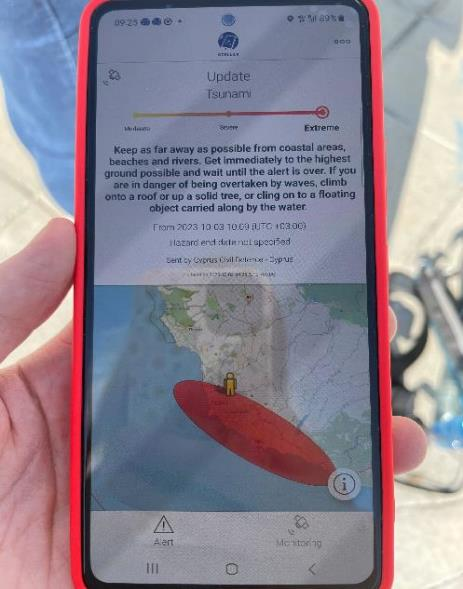 09:25
89%
Update
Tsunami
Moderate
Severe
Extreme
Keep as far away as possible from coastal areas,
beaches and rivers. Get immediately to the highest
ground possible and wait until the alert is over. If you
are in danger of being overtaken by waves, climb
onto a roof or up a solid tree, or cling on to a floating
object carried along by the water.
From 2023-10-03 10:09 (UTC +03:00)
Hazard end date not specified
Sent by Cyprus Civil Defence - Cyprus
Alert
Monitoring